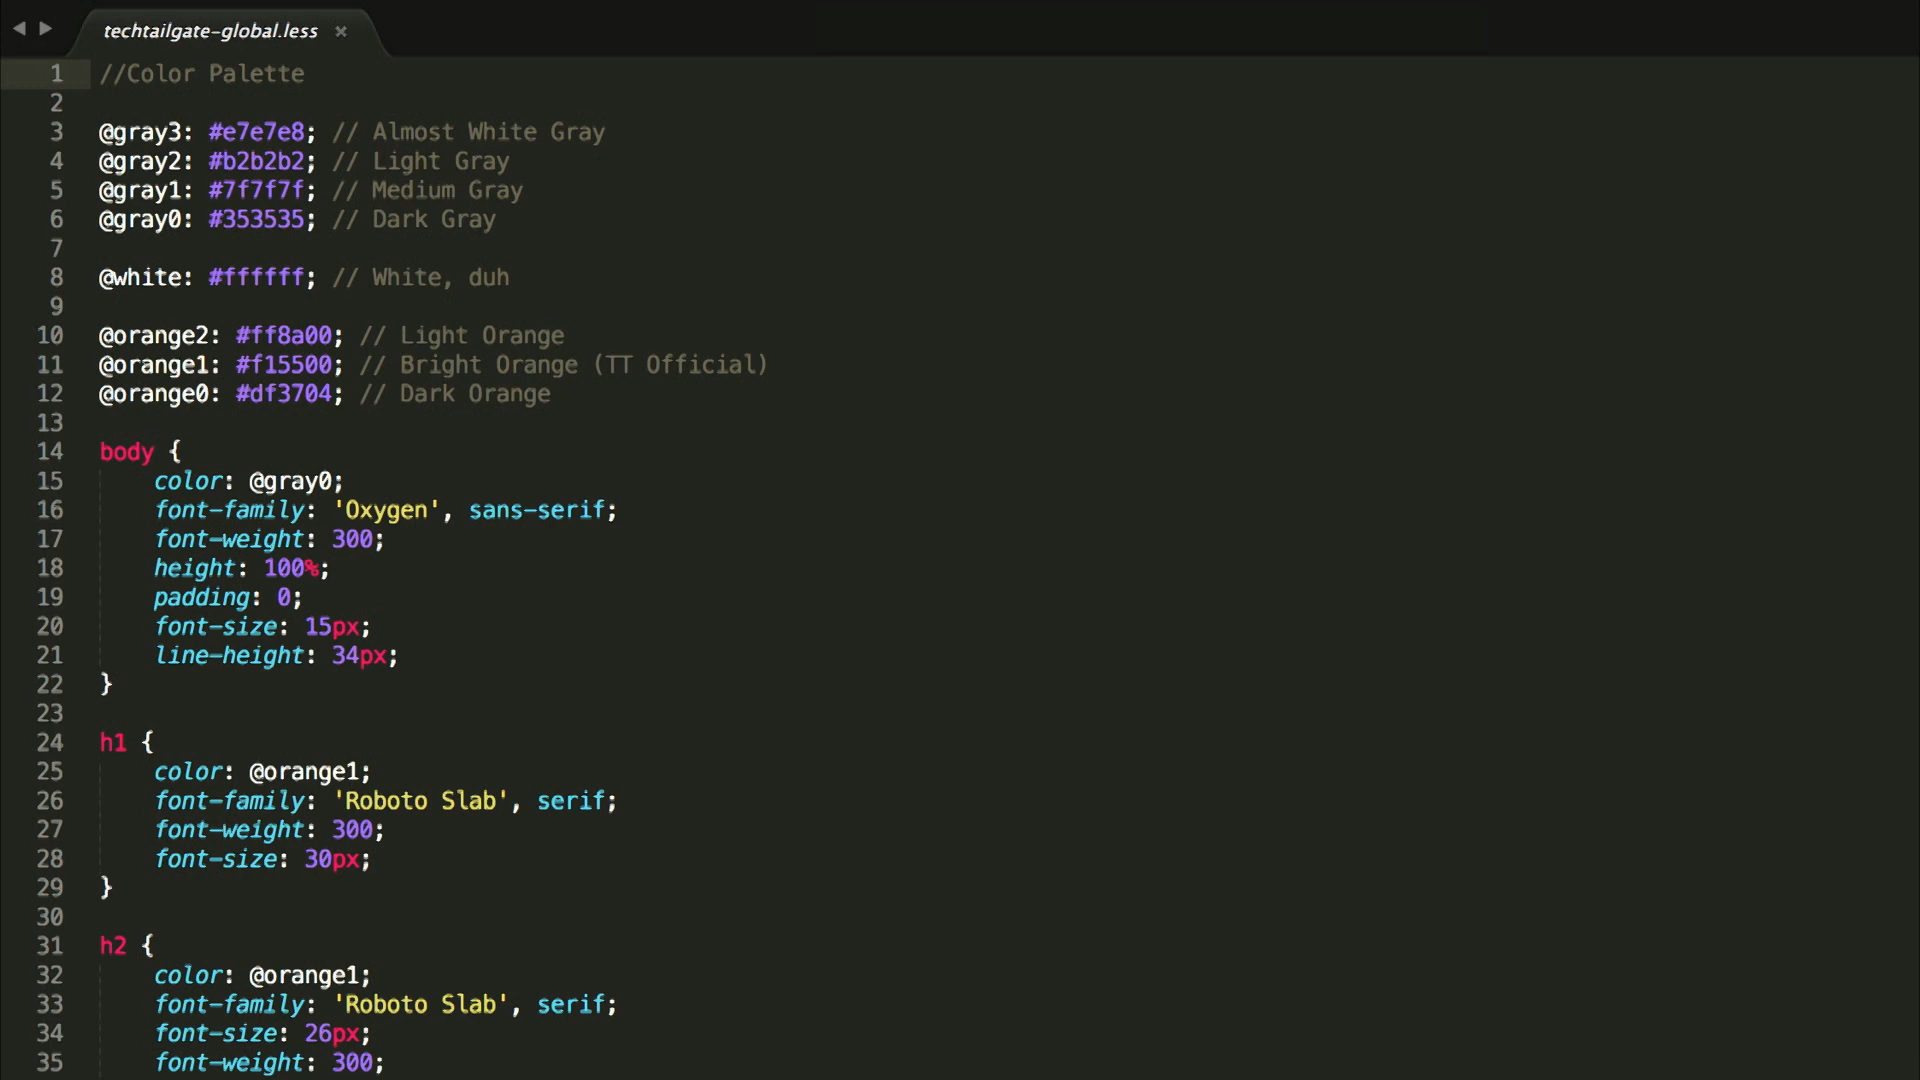 techtailgate-global.less ×
1 //Color Palette
2
3 @gray3: #e7e7e8; // Almost White Gray
4 @gray2: #b2b2b2; // Light Gray
5 @gray1: #7f7f7f; // Medium Gray
6 @gray0: #353535; // Dark Gray
7
8 @white: #ffffff; // White, duh
9
10 @orange2: #ff8a00; // Light Orange
11 @orange1: #f15500; // Bright Orange (TT Official)
12 @orange0: #df3704; // Dark Orange
13
14 body {
15 color: @gray0;
16 font-family: 'Oxygen', sans-serif;
17 font-weight: 300;
18 height: 100%;
19 padding: 0;
20 font-size: 15px;
21 line-height: 34px;
22 }
23
24 h1 {
25 color: @orange1;
26 font-family: 'Roboto Slab', serif;
27 font-weight: 300;
28 font-size: 30px;
29 }
30
31 h2 {
32 color: @orange1;
33 font-family: 'Roboto Slab', serif;
34 font-size: 26px;
35 font-weight: 300;